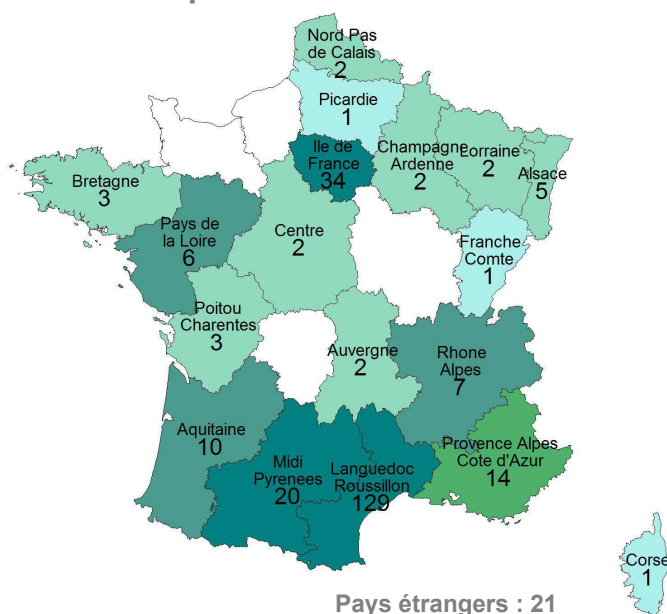 Nord Pas
de Calais
2
Picardie
1
Ile de
France
34
Champagne
Ardenne
2
Lorraine
2
Alsace
5
Bretagne
3
Pays de
la Loire
6
Centre
2
Franche
Comte
1
Poitou
Charentes
3
Auvergne
2
Rhone
Alpes
7
Aquitaine
10
Midi
Pyrenees
20
Languedoc
Roussillon
129
Provence Alpes
Cote d'Azur
14
Corse
1
Pays étrangers : 21